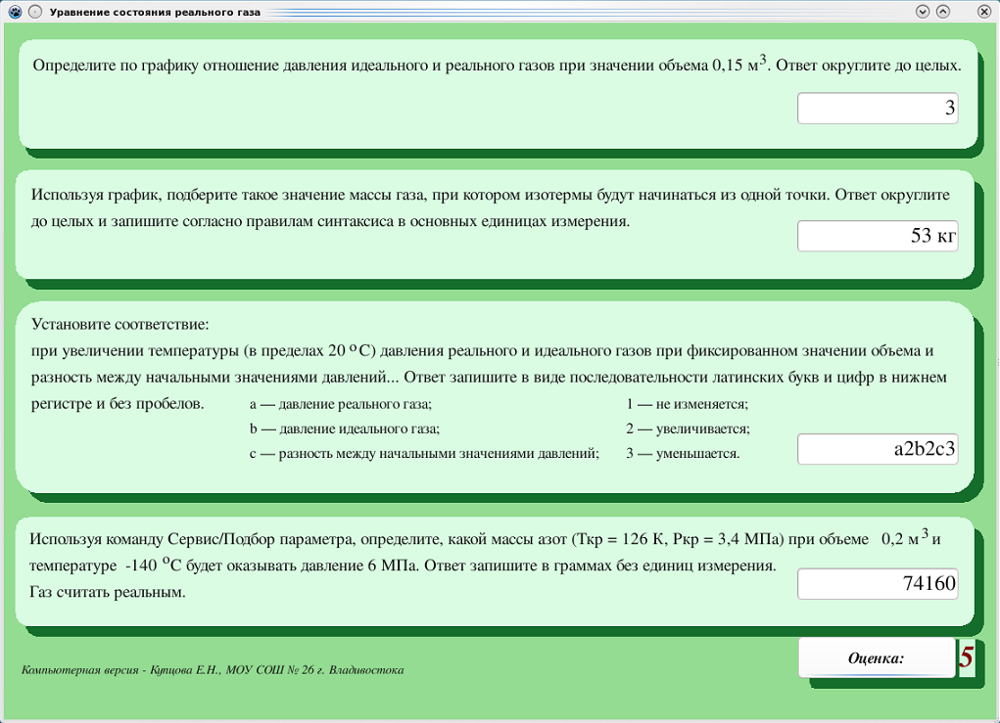 Уравнение состояния реального газа
Определите по графику отношение давления идеального и реального газов при значении объема 0,15 м3. Ответ округлите до целых.
3
Используя график, подберите такое значение массы газа, при котором изотермы будут начинаться из одной точки. Ответ округлите
до целых и запишите согласно правилам синтаксиса в основных единицах измерения.
53 кг
Установите соответствие:
при увеличении температуры (в пределах 20 оС) давления реального и идеального газов при фиксированном значении объема и
разность между начальными значениями давлений... Ответ запишите в виде последовательности латинских букв и цифр в нижнем
регистре и без пробелов.
a — давление реального газа; 1 — не изменяется;
b — давление идеального газа; 2 — увеличивается;
c — разность между начальными значениями давлений; 3 — уменьшается.
a2b2c3
Используя команду Сервис/Подбор параметра, определите, какой массы азот (Ткр = 126 К, Ркр = 3,4 МПа) при объеме 0,2 м3 и
температуре -140 оС будет оказывать давление 6 МПа. Ответ запишите в граммах без единиц измерения.
Газ считать реальным.
74160
Оценка: 5
Компьютерная версия - Купцова Е.Н., МОУ СОШ № 26 г. Владивостока